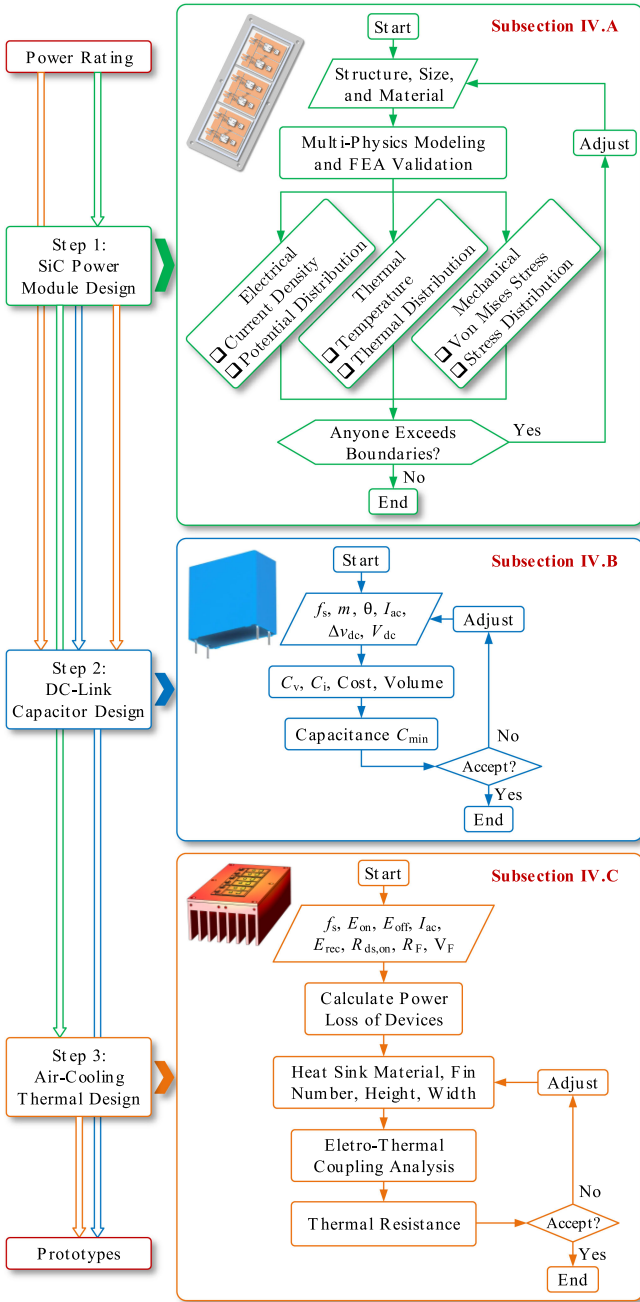 Power Rating
Step 1:
SiC Power
Module Design
Step 2:
DC-Link
Capacitor Design
Step 3:
Air-Cooling
Thermal Design
Prototypes
Subsection IV.A
Start
Structure, Size,
and Material
Adjust
Multi-Physics Modeling
and FEA Validation
Electrical
❑ Current Density
❑ Potential Distribution
Thermal
❑ Temperature
❑ Thermal Distribution
Mechanical
❑ Von Mises Stress
❑ Stress Distribution
Anyone Exceeds
Boundaries?
Yes
No
End
Subsection IV.B
Start
fs, m, θ, Iac,
Δvdc, Vdc
Adjust
Cv, Ci, Cost, Volume
Capacitance Cmin
No
Accept?
Yes
End
Subsection IV.C
Start
fs, Eon, Eoff, Iac,
Erec, Rds,on, RF, VF
Calculate Power
Loss of Devices
Heat Sink Material, Fin
Number, Height, Width
Adjust
Eletro-Thermal
Coupling Analysis
No
Thermal Resistance
Accept?
Yes
End